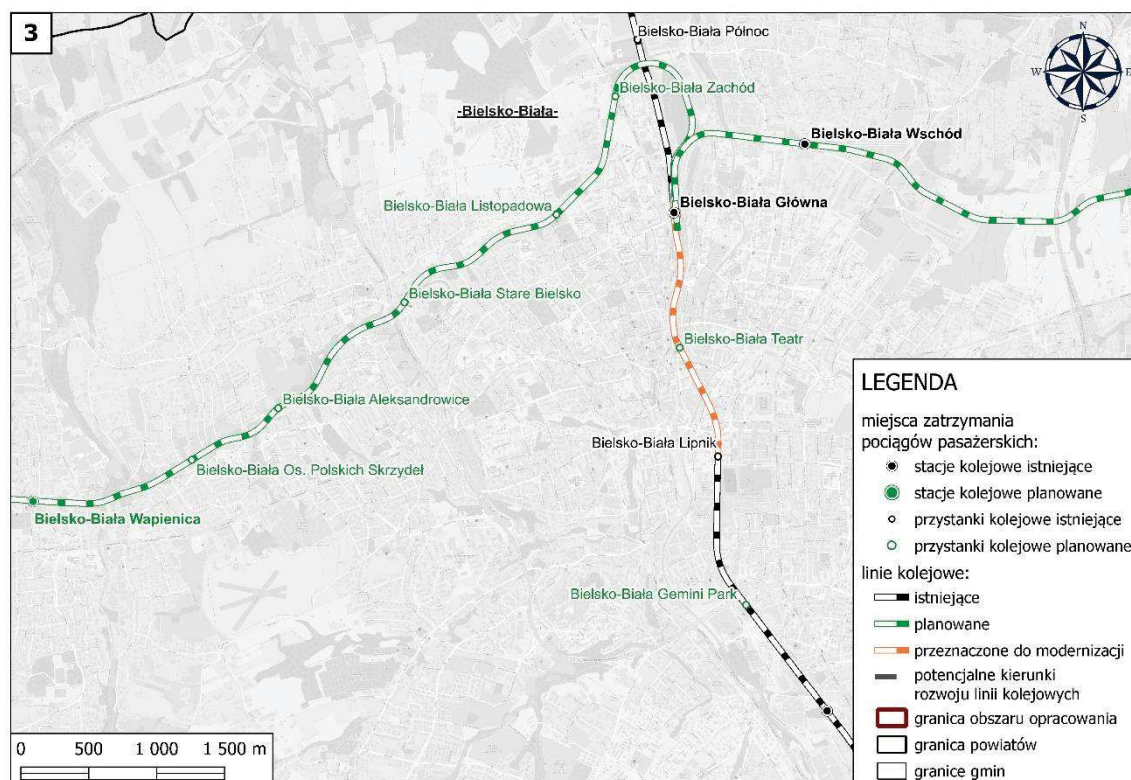 3
Bielsko-Biała Północ
N
W
E
S
Bielsko-Biała Zachód
-Bielsko-Biała-
Bielsko-Biała Wschód
Bielsko-Biała Listopadowa
Bielsko-Biała Główna
Bielsko-Biała Stare Bielsko
Bielsko-Biała Teatr
Bielsko-Biała Aleksandrowice
Bielsko-Biała Lipnik
Bielsko-Biała Os. Polskich Skrzydeł
Bielsko-Biała Wapienica
Bielsko-Biała Gemini Park
LEGENDA
miejsca zatrzymania
pociągów pasażerskich:
stacje kolejowe istniejące
stacje kolejowe planowane
przystanki kolejowe istniejące
przystanki kolejowe planowane
linie kolejowe:
istniejące
planowane
przeznaczone do modernizacji
potencjalne kierunki
rozwoju linii kolejowych
granica obszaru opracowania
granica powiatów
granice gmin
0 500 1 000 1 500 m